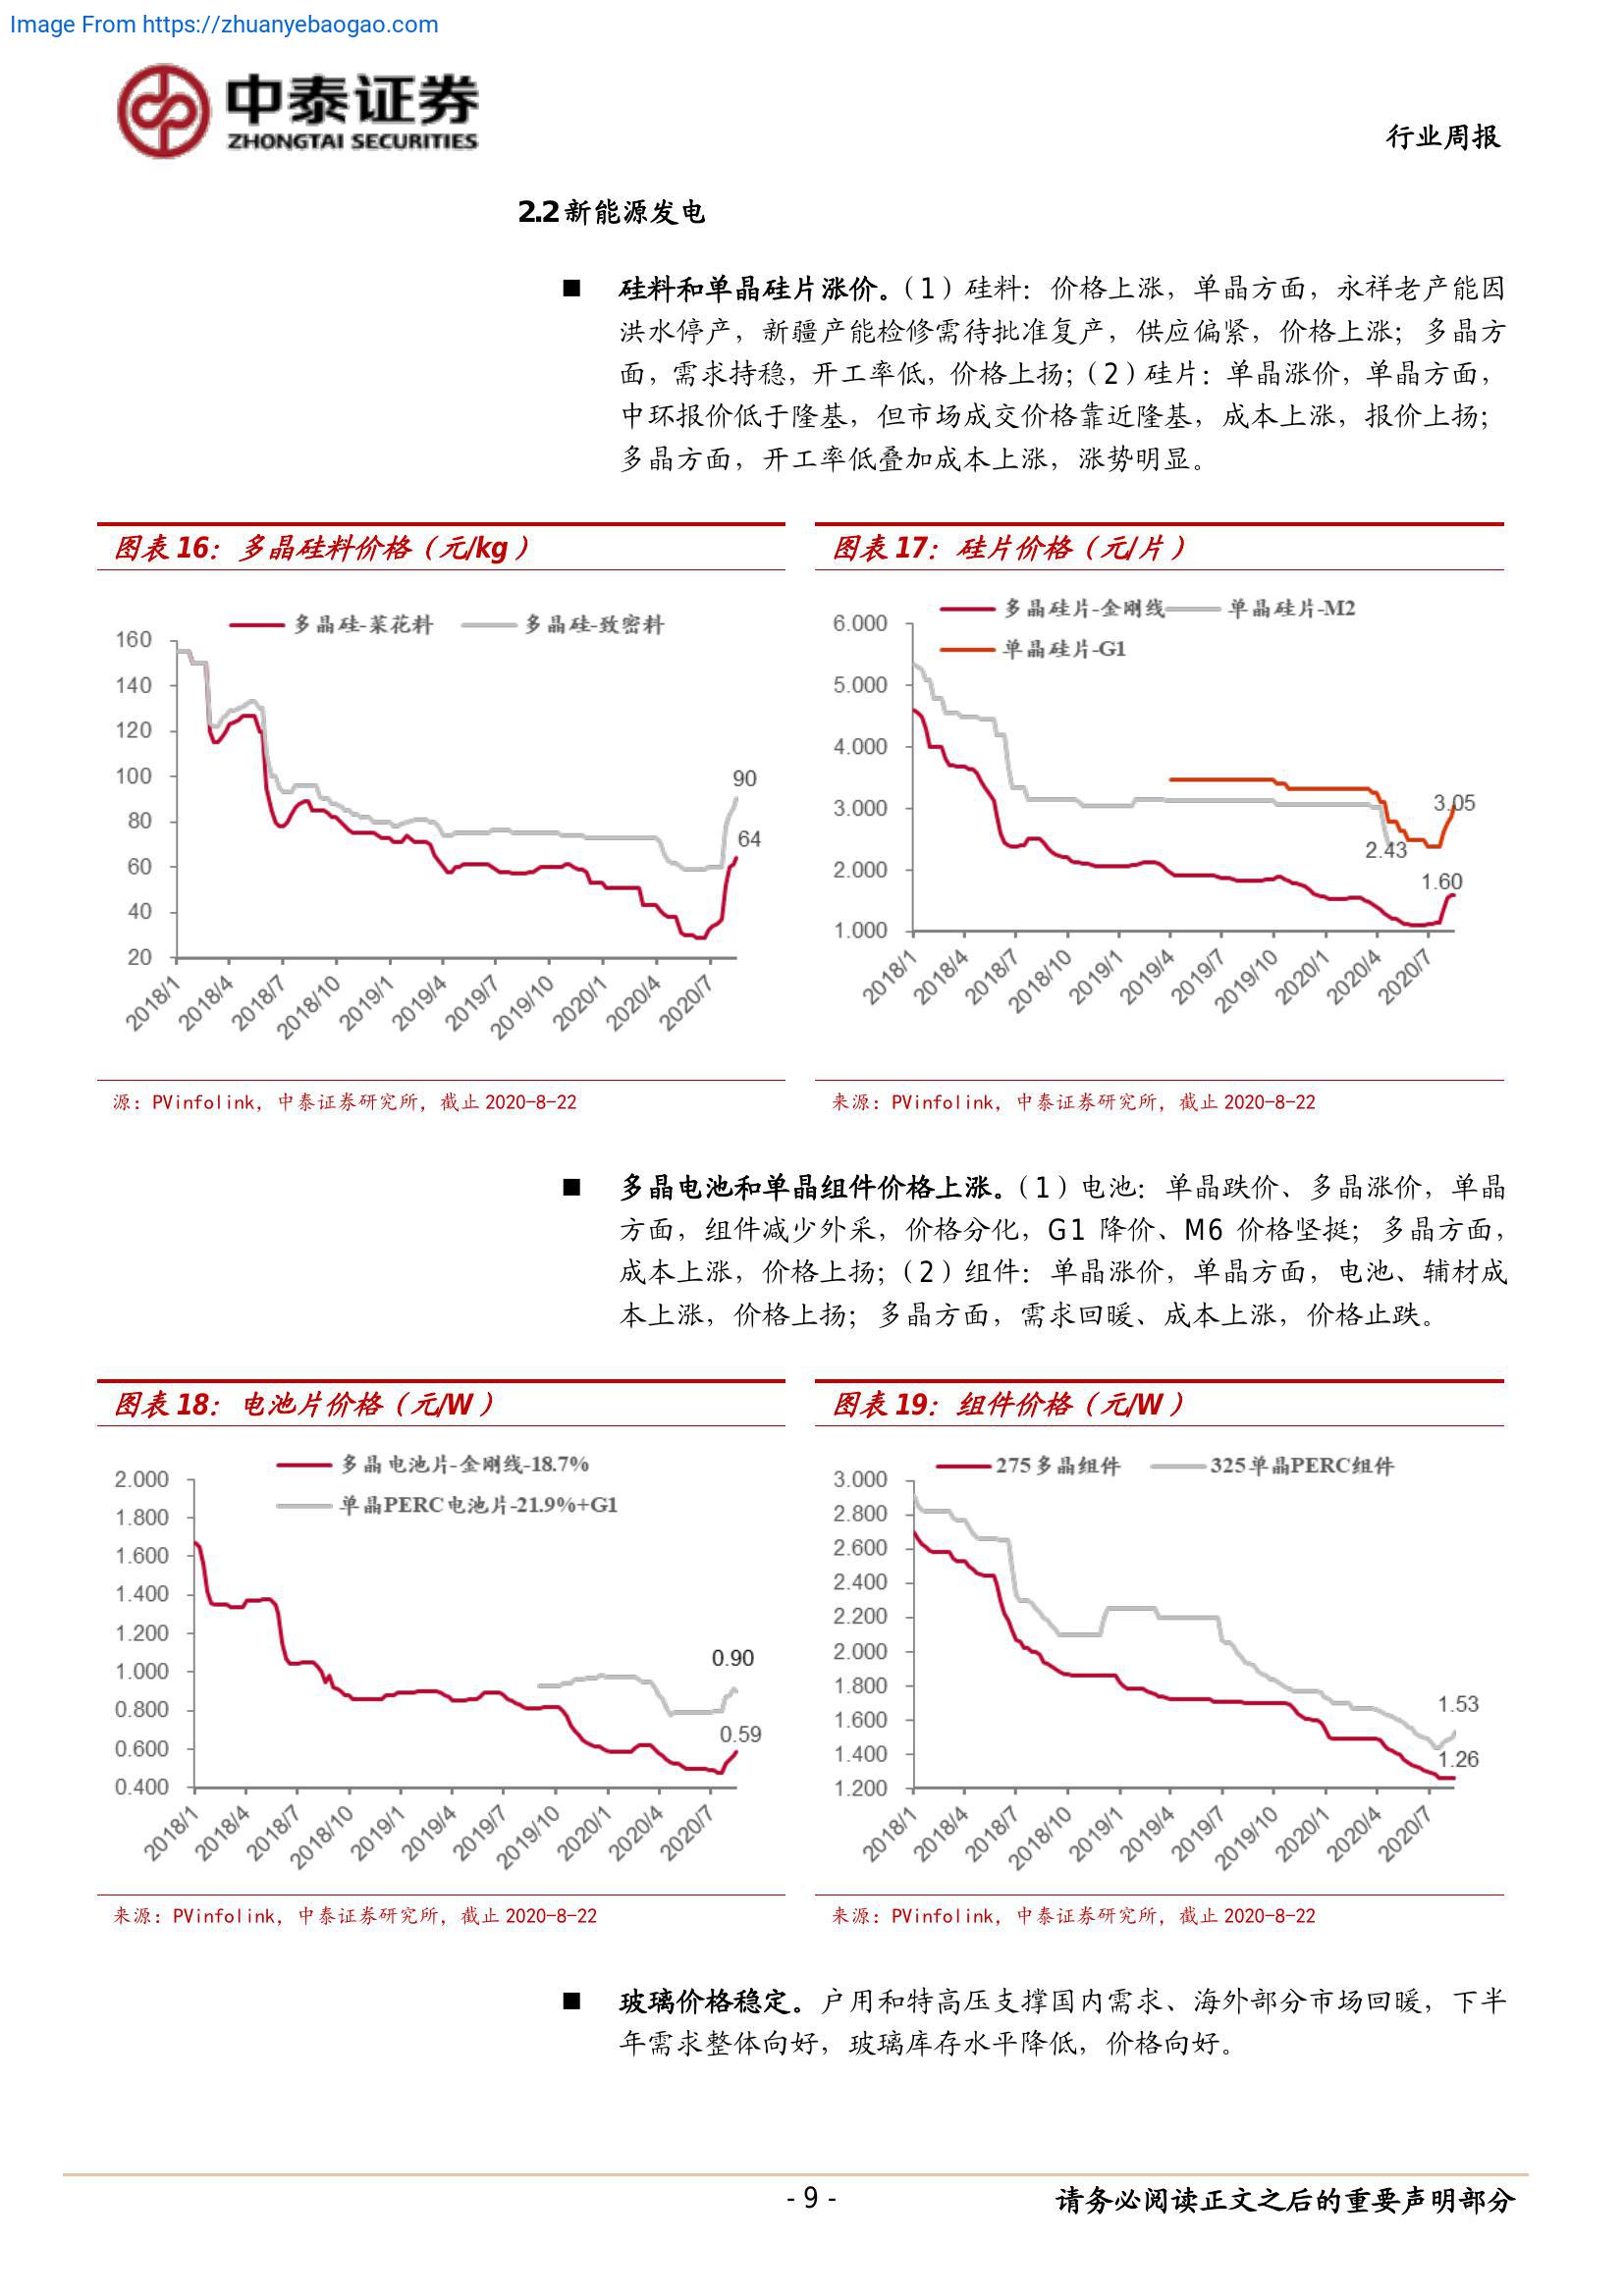 Image From https://zhuanyebaogao.com
中泰证券
ZHONGTAI SECURITIES
行业周报
2.2 新能源发电
■ 硅料和单晶硅片涨价。（1）硅料：价格上涨，单晶方面，永祥老产能因
洪水停产，新疆产能检修需待批准复产，供应偏紧，价格上涨；多晶方
面，需求持稳，开工率低，价格上扬；（2）硅片：单晶涨价，单晶方面，
中环报价低于隆基，但市场成交价格靠近隆基，成本上涨，报价上扬；
多晶方面，开工率低叠加成本上涨，涨势明显。
图表 16：多晶硅料价格（元/kg）
多晶硅-菜花料 多晶硅-致密料
160
140
120
100
80
60
40
20
90
64
2018/1 2018/4 2018/7 2018/10 2019/1 2019/4 2019/7 2019/10 2020/1 2020/4 2020/7
源：PVinfolink，中泰证券研究所，截止 2020-8-22
图表 17：硅片价格（元/片）
多晶硅片-金刚线 单晶硅片-M2
单晶硅片-G1
6.000
5.000
4.000
3.000
2.000
1.000
3.05
2.43
1.60
2018/1 2018/4 2018/7 2018/10 2019/1 2019/4 2019/7 2019/10 2020/1 2020/4 2020/7
来源：PVinfolink，中泰证券研究所，截止 2020-8-22
■ 多晶电池和单晶组件价格上涨。（1）电池：单晶跌价、多晶涨价，单晶
方面，组件减少外采，价格分化，G1 降价、M6 价格坚挺；多晶方面，
成本上涨，价格上扬；（2）组件：单晶涨价，单晶方面，电池、辅材成
本上涨，价格上扬；多晶方面，需求回暖、成本上涨，价格止跌。
图表 18：电池片价格（元/W）
多晶电池片-金刚线-18.7%
单晶PERC电池片-21.9%+G1
2.000
1.800
1.600
1.400
1.200
1.000
0.800
0.600
0.400
0.90
0.59
2018/1 2018/4 2018/7 2018/10 2019/1 2019/4 2019/7 2019/10 2020/1 2020/4 2020/7
来源：PVinfolink，中泰证券研究所，截止 2020-8-22
图表 19：组件价格（元/W）
275多晶组件 325单晶PERC组件
3.000
2.800
2.600
2.400
2.200
2.000
1.800
1.600
1.400
1.200
1.53
1.26
2018/1 2018/4 2018/7 2018/10 2019/1 2019/4 2019/7 2019/10 2020/1 2020/4 2020/7
来源：PVinfolink，中泰证券研究所，截止 2020-8-22
■ 玻璃价格稳定。户用和特高压支撑国内需求、海外部分市场回暖，下半
年需求整体向好，玻璃库存水平降低，价格向好。
- 9 -
请务必阅读正文之后的重要声明部分